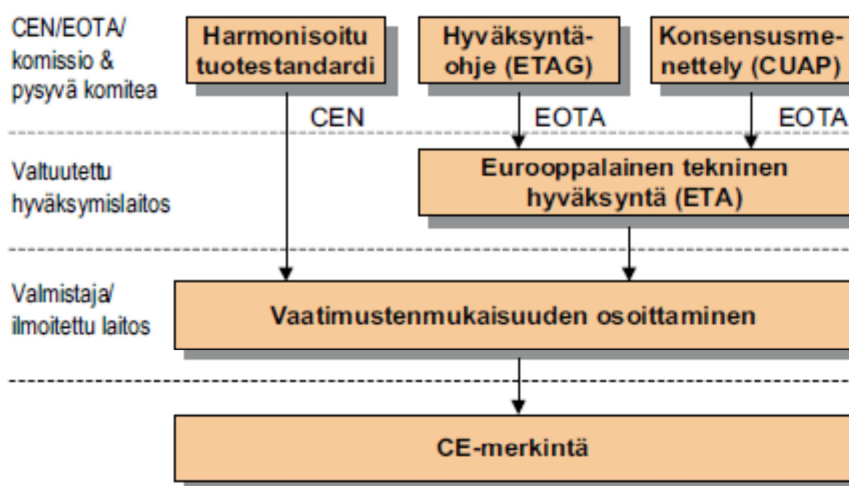 CEN/EOTA/
komissio &
pysyvä komitea
Harmonisoitu
tuotestandardi
Hyväksyntä-
ohje (ETAG)
Konsensusme-
nettely (CUAP)
CEN
EOTA
EOTA
Valtuutettu
hyväksymislaitos
Eurooppalainen tekninen
hyväksyntä (ETA)
Valmistaja/
ilmoitettu laitos
Vaatimustenmukaisuuden osoittaminen
CE-merkintä